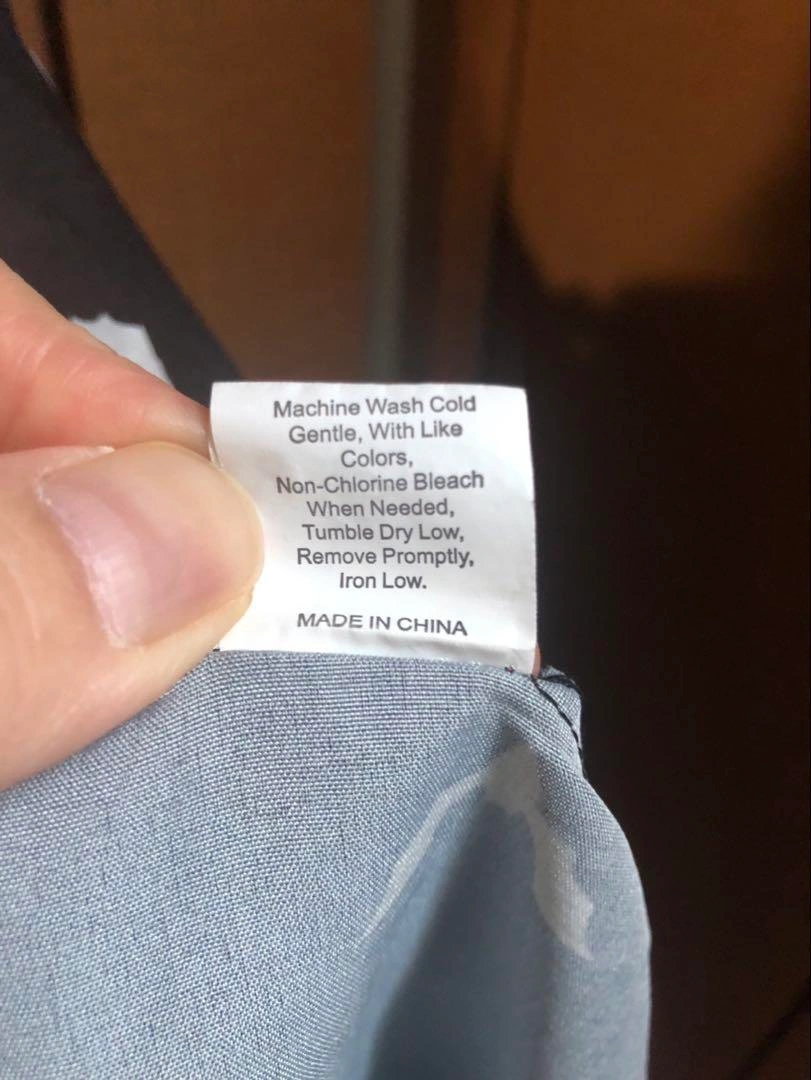 Machine Wash Cold
Gentle, With Like
Colors,
Non-Chlorine Bleach
When Needed,
Tumble Dry Low,
Remove Promptly,
Iron Low.
MADE IN CHINA